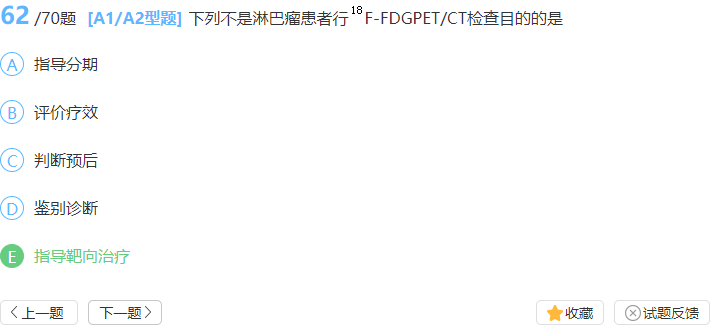 62 /70题 [A1/A2型题] 下列不是淋巴瘤患者行18F-FDGPET/CT检查目的的是
A 指导分期
B 评价疗效
C 判断预后
D 鉴别诊断
E 指导靶向治疗
上一题 下一题 收藏 试题反馈